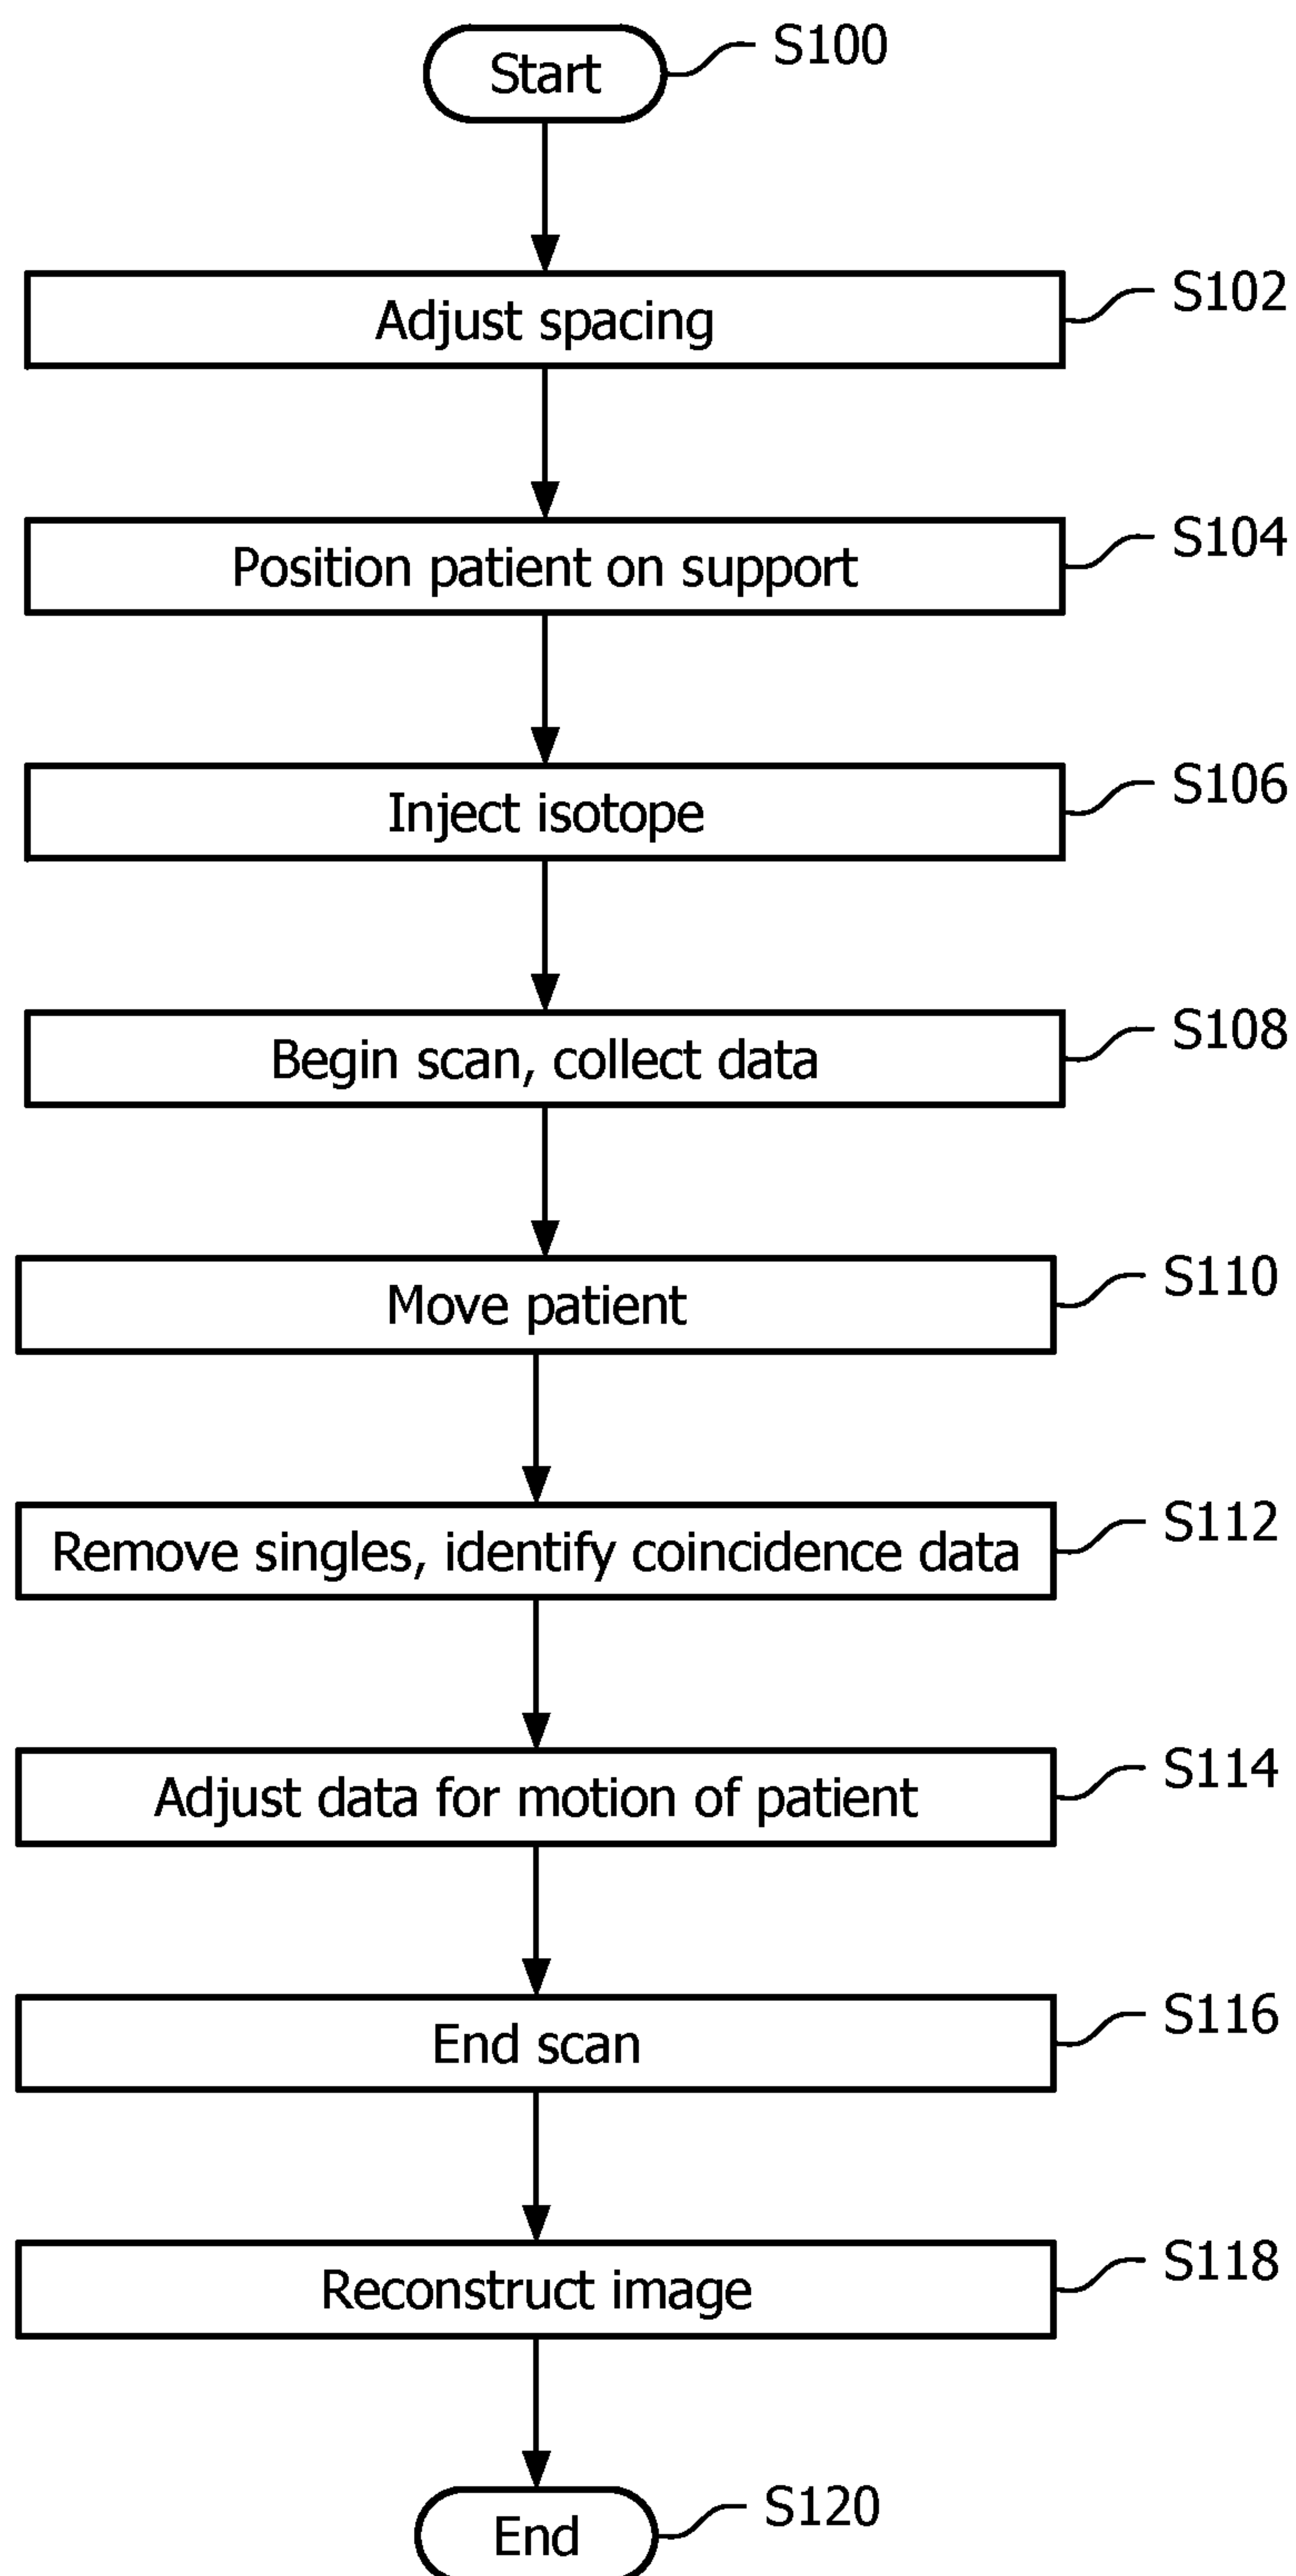 Start
S100
Adjust spacing
S102
Position patient on support
S104
Inject isotope
S106
Begin scan, collect data
S108
Move patient
S110
Remove singles, identify coincidence data
S112
Adjust data for motion of patient
S114
End scan
S116
Reconstruct image
S118
End
S120